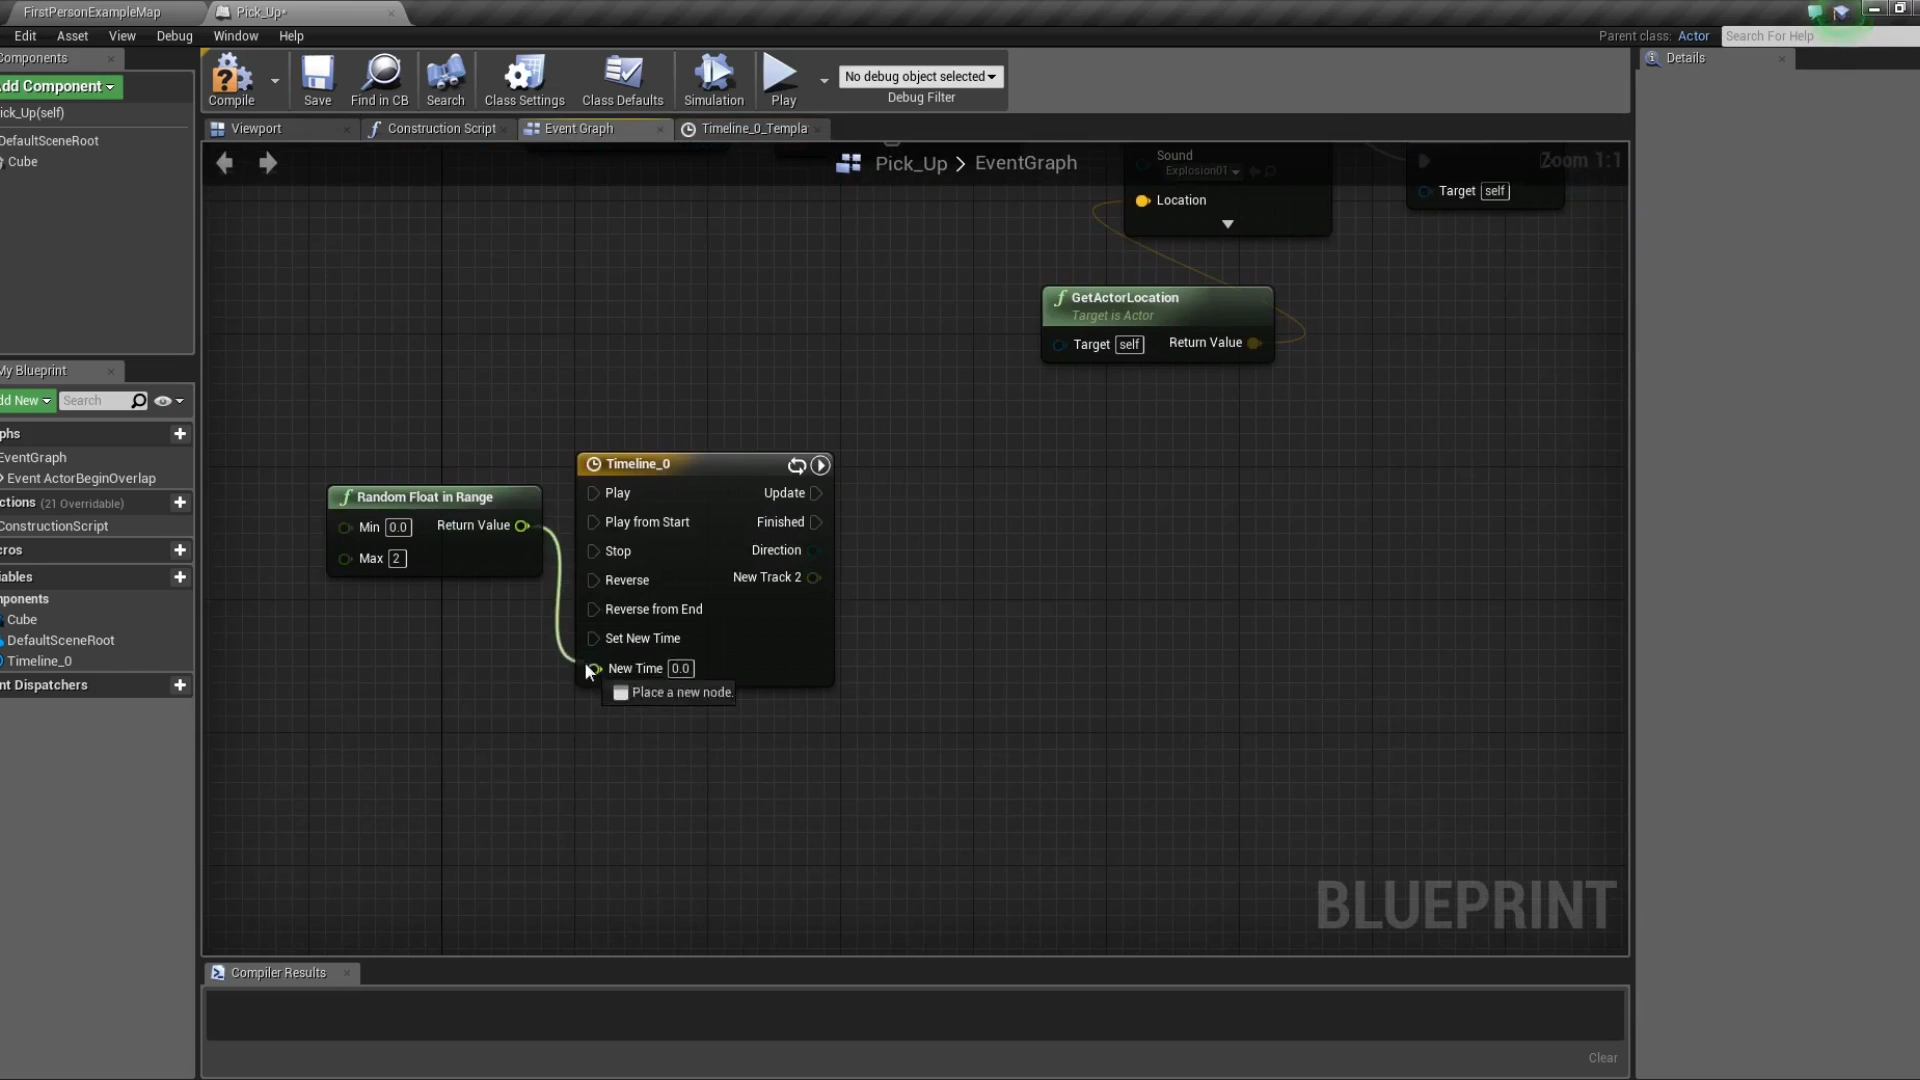 FirstPersonExampleMap
Pick_Up*
Edit
Asset
View
Debug
Window
Help
Parent class: Actor
Search For Help
Components
dd Component
ick_Up(self)
DefaultSceneRoot
Cube
Compile
Save
Find in CB
Search
Class Settings
Class Defaults
Simulation
Play
No debug object selected
Debug Filter
Details
Viewport
Construction Script
Event Graph
Timeline_0_Templa
Pick_Up > EventGraph
Zoom 1:1
Sound
Explosion01
Location
Target self
GetActorLocation
Target is Actor
Target self
Return Value
My Blueprint
dd New
Search
phs
EventGraph
Event ActorBeginOverlap
ctions (21 Overridable)
ConstructionScript
cros
iables
mponents
Cube
DefaultSceneRoot
Timeline_0
nt Dispatchers
Random Float in Range
Min 0.0
Return Value
Max 2
Timeline_0
Play
Update
Play from Start
Finished
Stop
Direction
Reverse
New Track 2
Reverse from End
Set New Time
New Time 0.0
Place a new node.
BLUEPRINT
Compiler Results
Clear